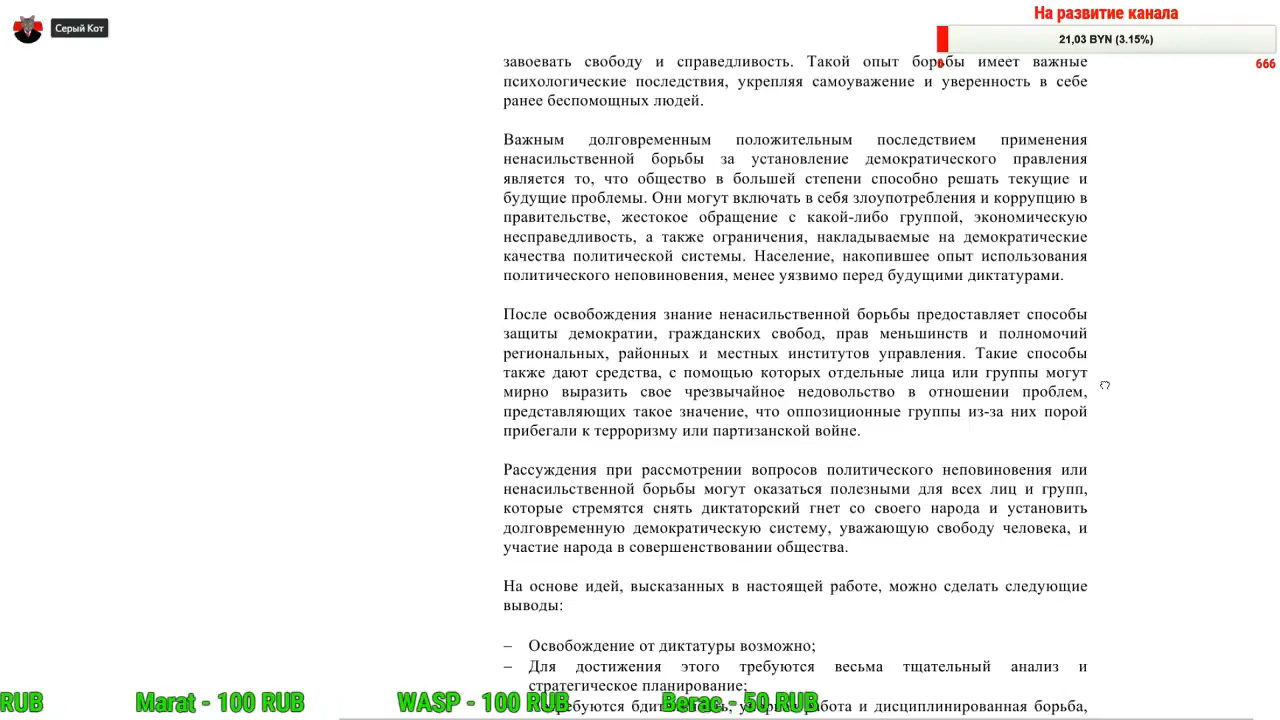 Серый Кот
На развитие канала
21,03 BYN (3.15%)
666
завоевать свободу и справедливость. Такой опыт борьбы имеет важные
психологические последствия, укрепляя самоуважение и уверенность в себе
ранее беспомощных людей.
Важным долговременным положительным последствием применения
ненасильственной борьбы за установление демократического правления
является то, что общество в большей степени способно решать текущие и
будущие проблемы. Они могут включать в себя злоупотребления и коррупцию в
правительстве, жестокое обращение с какой-либо группой, экономическую
несправедливость, а также ограничения, накладываемые на демократические
качества политической системы. Население, накопившее опыт использования
политического неповиновения, менее уязвимо перед будущими диктатурами.
После освобождения знание ненасильственной борьбы предоставляет способы
защиты демократии, гражданских свобод, прав меньшинств и полномочий
региональных, районных и местных институтов управления. Такие способы
также дают средства, с помощью которых отдельные лица или группы могут
мирно выразить свое чрезвычайное недовольство в отношении проблем,
представляющих такое значение, что оппозиционные группы из-за них порой
прибегали к терроризму или партизанской войне.
Рассуждения при рассмотрении вопросов политического неповиновения или
ненасильственной борьбы могут оказаться полезными для всех лиц и групп,
которые стремятся снять диктаторский гнет со своего народа и установить
долговременную демократическую систему, уважающую свободу человека, и
участие народа в совершенствовании общества.
На основе идей, высказанных в настоящей работе, можно сделать следующие
выводы:
– Освобождение от диктатуры возможно;
– Для достижения этого требуются весьма тщательный анализ и
стратегическое планирование;
работа и дисциплинированная борьба,
RUB Marat - 100 RUB WASP - 100 RUB Вегас - 50 RUB